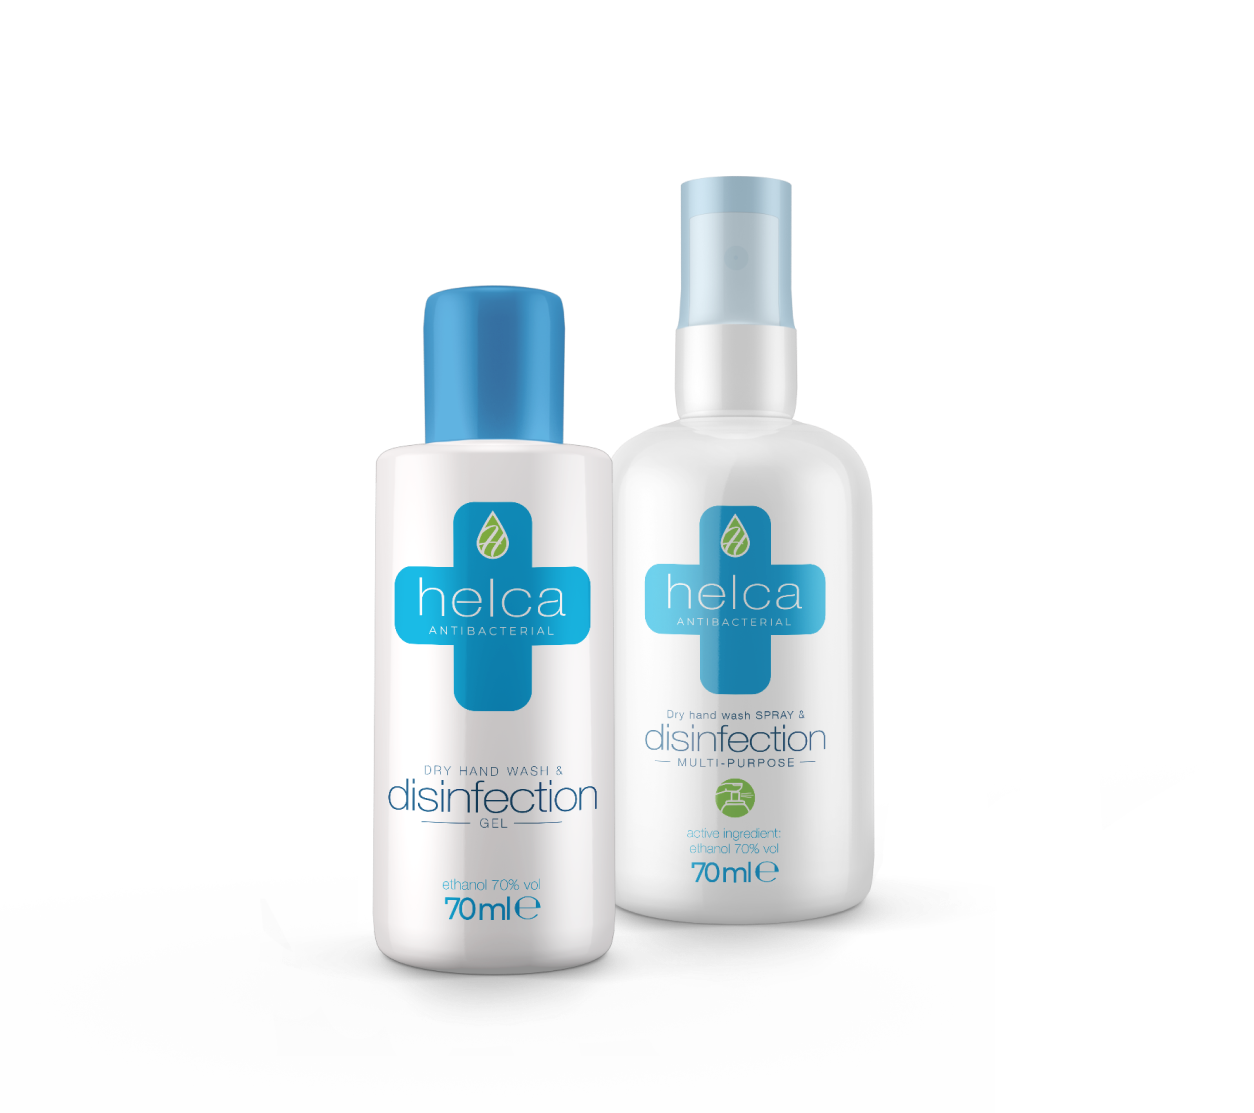 H
helca
ANTIBACTERIAL
DRY HAND WASH &
disinfection
GEL
ethanol 70% vol
70ml℮
H
helca
ANTIBACTERIAL
Dry hand wash SPRAY &
disinfection
MULTI-PURPOSE
active ingredient:
ethanol 70% vol
70ml℮